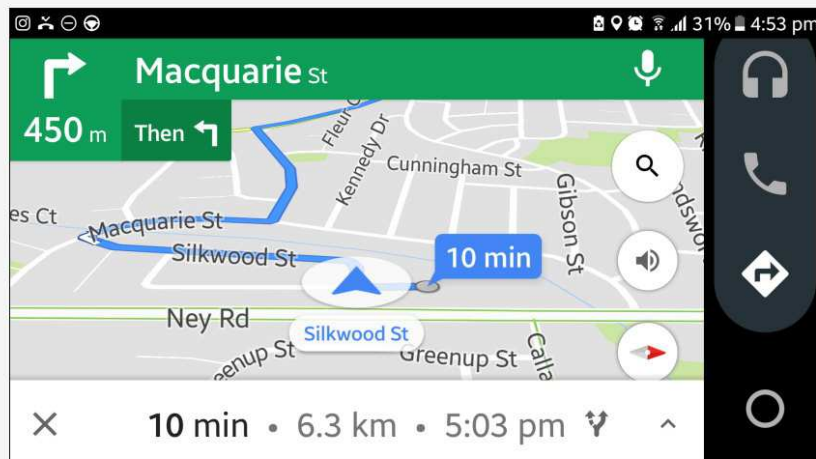 31% 4:53 pm
Macquarie St
450 m
Then
Fleur
Kennedy Dr
Cunningham St
Gibson St
es Ct
Macquarie St
Silkwood St
10 min
ndswo
Ney Rd
Silkwood St
eenup St
Greenup St
Calla
10 min • 6.3 km • 5:03 pm